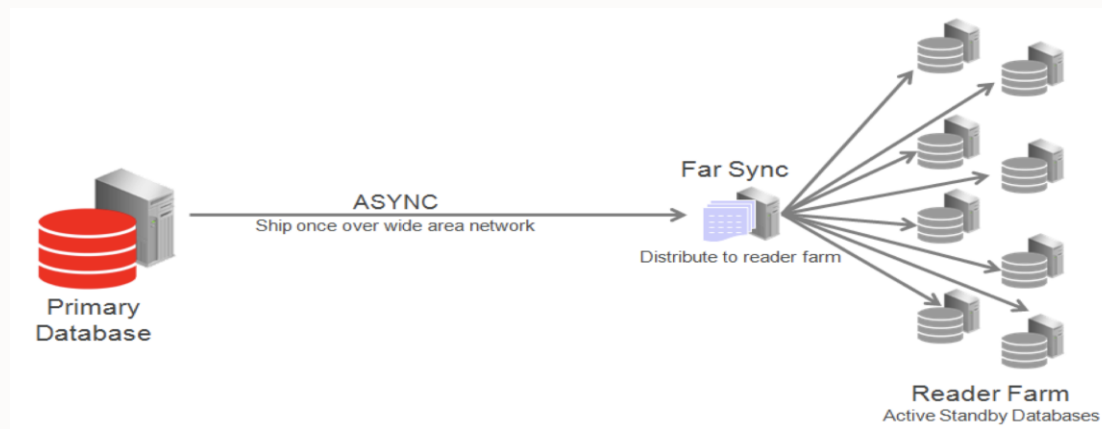 Far Sync
ASYNC
Ship once over wide area network
Distribute to reader farm
Primary
Database
Reader Farm
Active Standby Databases